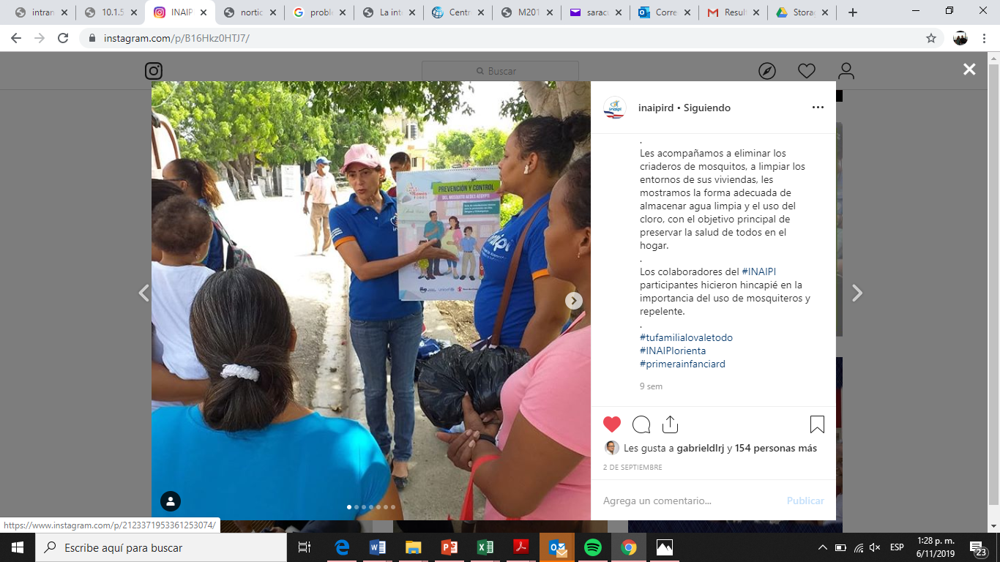 intran
10.1.5
INAIP
nortic
proble
La inte
Centr
M201
saracu
Corre
Result
Storag
instagram.com/p/B16Hkz0HTJ7/
Buscar
inaipird • Siguiendo
.
Les acompañamos a eliminar los
criaderos de mosquitos, a limpiar los
entornos de sus viviendas, les
mostramos la forma adecuada de
almacenar agua limpia y el uso del
cloro, con el objetivo principal de
preservar la salud de todos en el
hogar.
.
Los colaboradores del #INAIPI
participantes hicieron hincapié en la
importancia del uso de mosquiteros y
repelente.
.
#tufamilialovaletodo
#INAIPIorienta
#primerainfanciard
9 sem
Les gusta a gabrieldlrj y 154 personas más
2 DE SEPTIEMBRE
Agrega un comentario...
Publicar
PREVENCIÓN Y CONTROL
DEL MOSQUITO AEDES AEGYPTI
inaipi
unicef
https://www.instagram.com/p/2123371953361253074/
Escribe aquí para buscar
ESP
1:28 p. m.
6/11/2019
23